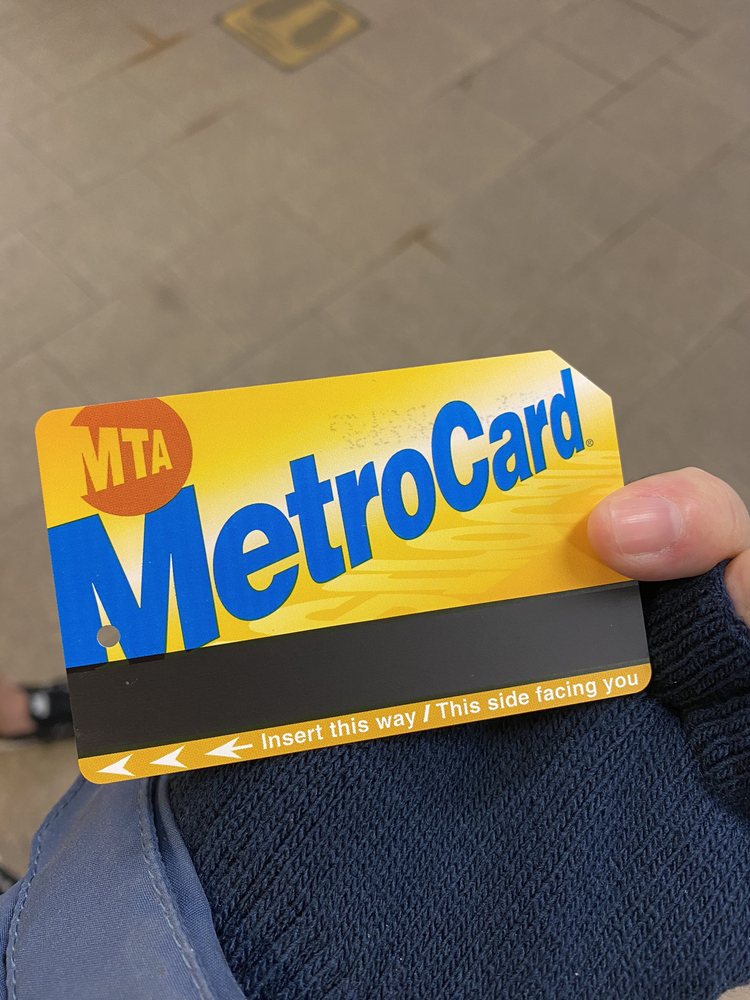 MTA
MetroCard®
Insert this way / This side facing you